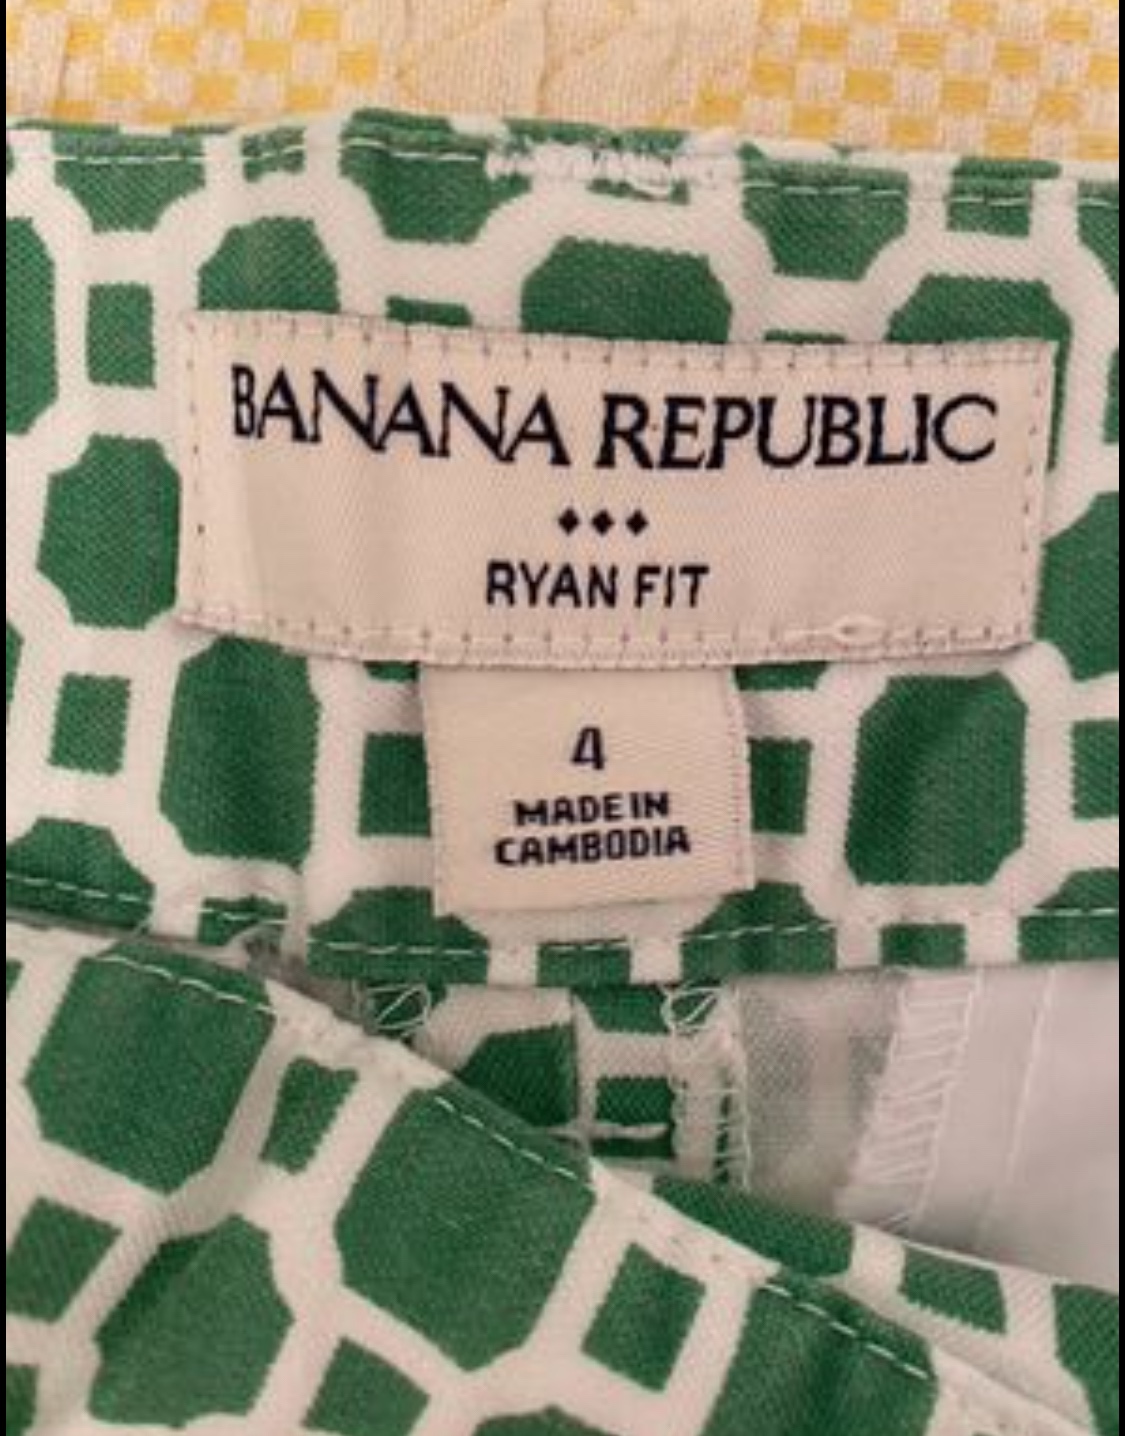 BANANA REPUBLIC
RYAN FIT
4
MADE IN
CAMBODIA